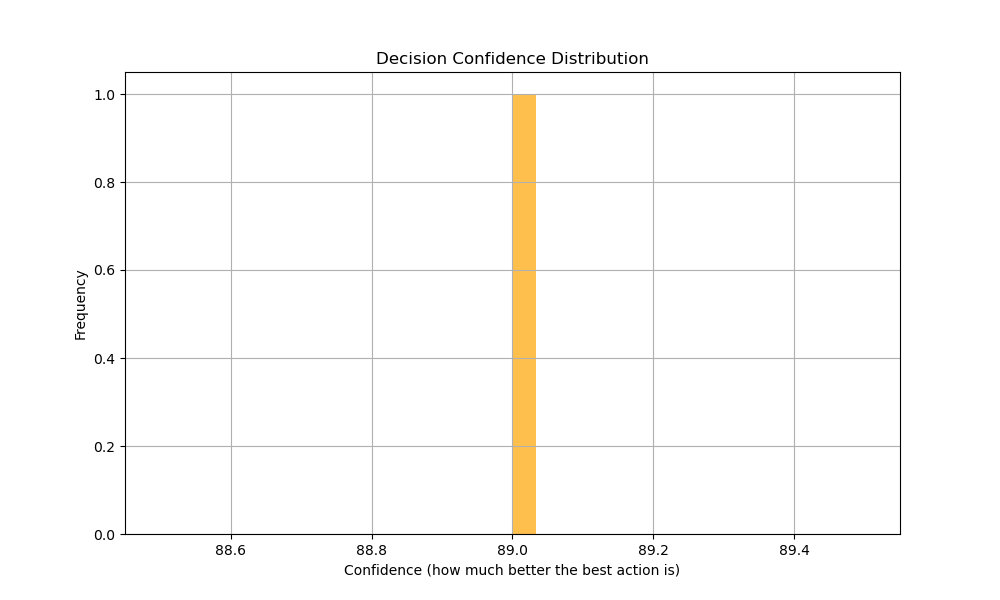 Decision Confidence Distribution
1.0
0.8
0.6
0.4
0.2
0.0
Frequency
88.6 88.8 89.0 89.2 89.4
Confidence (how much better the best action is)